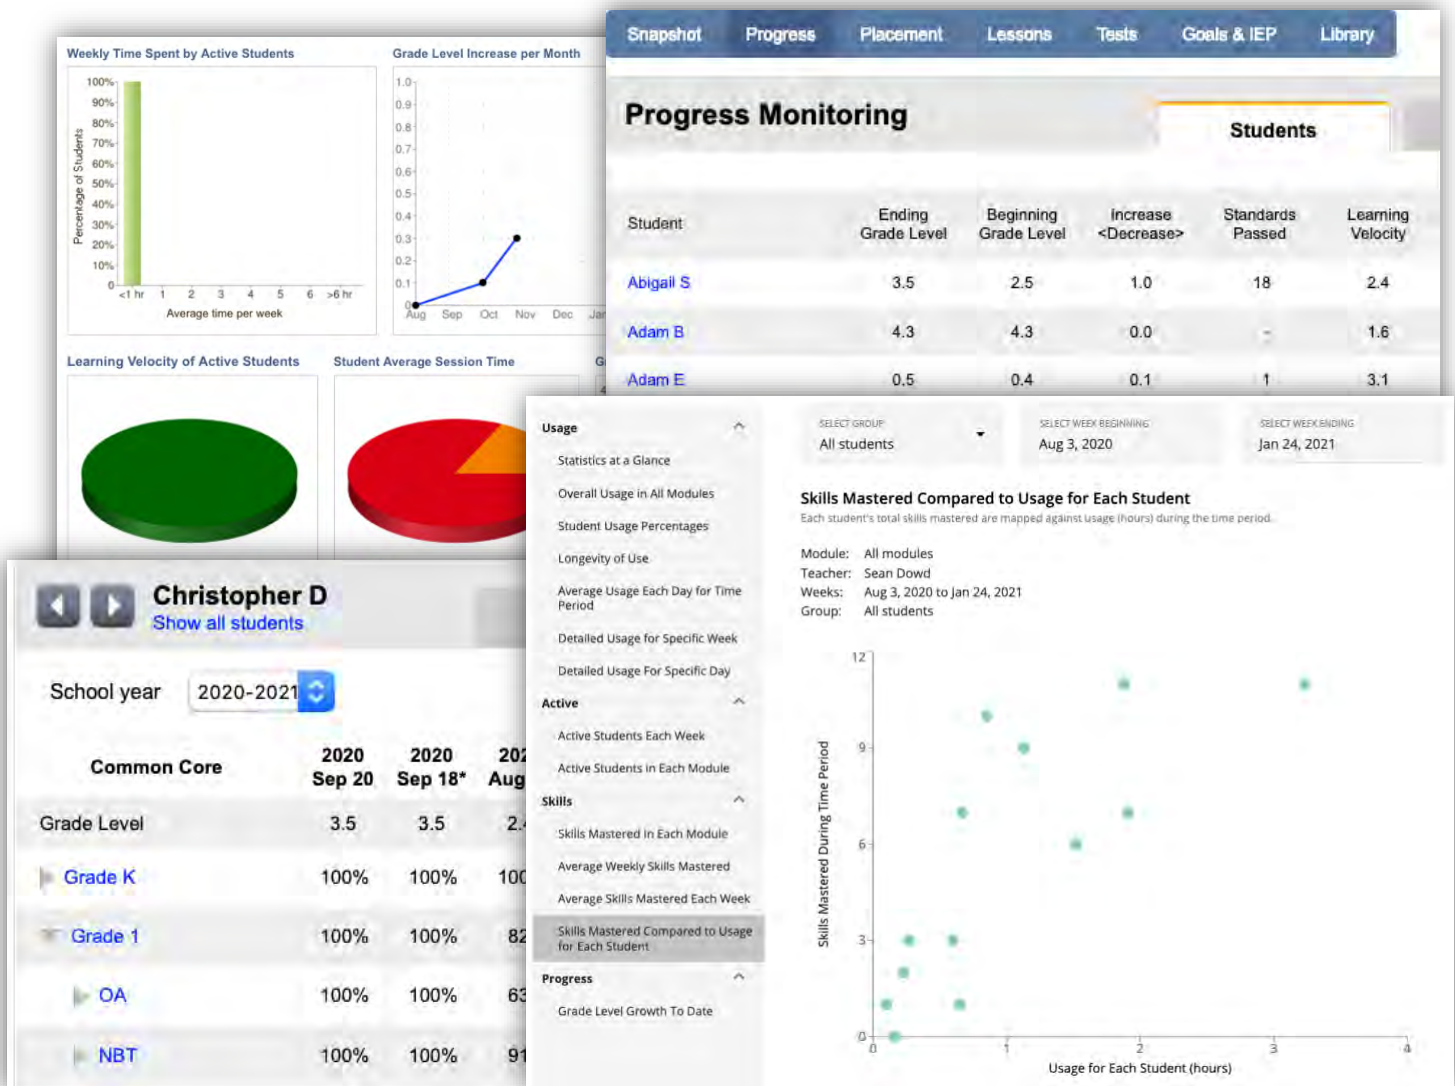 Weekly Time Spent by Active Students
100%
90%
80%
70%
60%
50%
40%
30%
20%
10%
0
Percentage of Students
<1 hr 1 2 3 4 5 6 >6 hr
Average time per week
Grade Level Increase per Month
1.0
0.9
0.8
0.7
0.6
0.5
0.4
0.3
0.2
0.1
0
Aug Sep Oct Nov Dec
Learning Velocity of Active Students
Student Average Session Time
Snapshot Progress Placement Lessons Tests Goals & IEP Library
Progress Monitoring
Students
Student Ending Grade Level Beginning Grade Level Increase <Decrease> Standards Passed Learning Velocity
Abigail S 3.5 2.5 1.0 18 2.4
Adam B 4.3 4.3 0.0 - 1.6
Adam E 0.5 0.4 0.1 1 3.1
Christopher D
Show all students
School year 2020-2021
Common Core 2020 Sep 20 2020 Sep 18* Aug
Grade Level 3.5 3.5 2.
Grade K 100% 100% 100
Grade 1 100% 100% 82
OA 100% 100% 63
NBT 100% 100% 91
Usage
Statistics at a Glance
Overall Usage in All Modules
Student Usage Percentages
Longevity of Use
Average Usage Each Day for Time
Period
Detailed Usage for Specific Week
Detailed Usage For Specific Day
Active
Active Students Each Week
Active Students in Each Module
Skills
Skills Mastered in Each Module
Average Weekly Skills Mastered
Average Skills Mastered Each Week
Skills Mastered Compared to Usage
for Each Student
Progress
Grade Level Growth To Date
SELECT GROUP
All students
SELECT WEEK BEGINNING
Aug 3, 2020
SELECT WEEK ENDING
Jan 24, 2021
Skills Mastered Compared to Usage for Each Student
Each student's total skills mastered are mapped against usage (hours) during the time period.
Module: All modules
Teacher: Sean Dowd
Weeks: Aug 3, 2020 to Jan 24, 2021
Group: All students
Skills Mastered During Time Period
12
9
6
3
0
0 1 2 3 4
Usage for Each Student (hours)